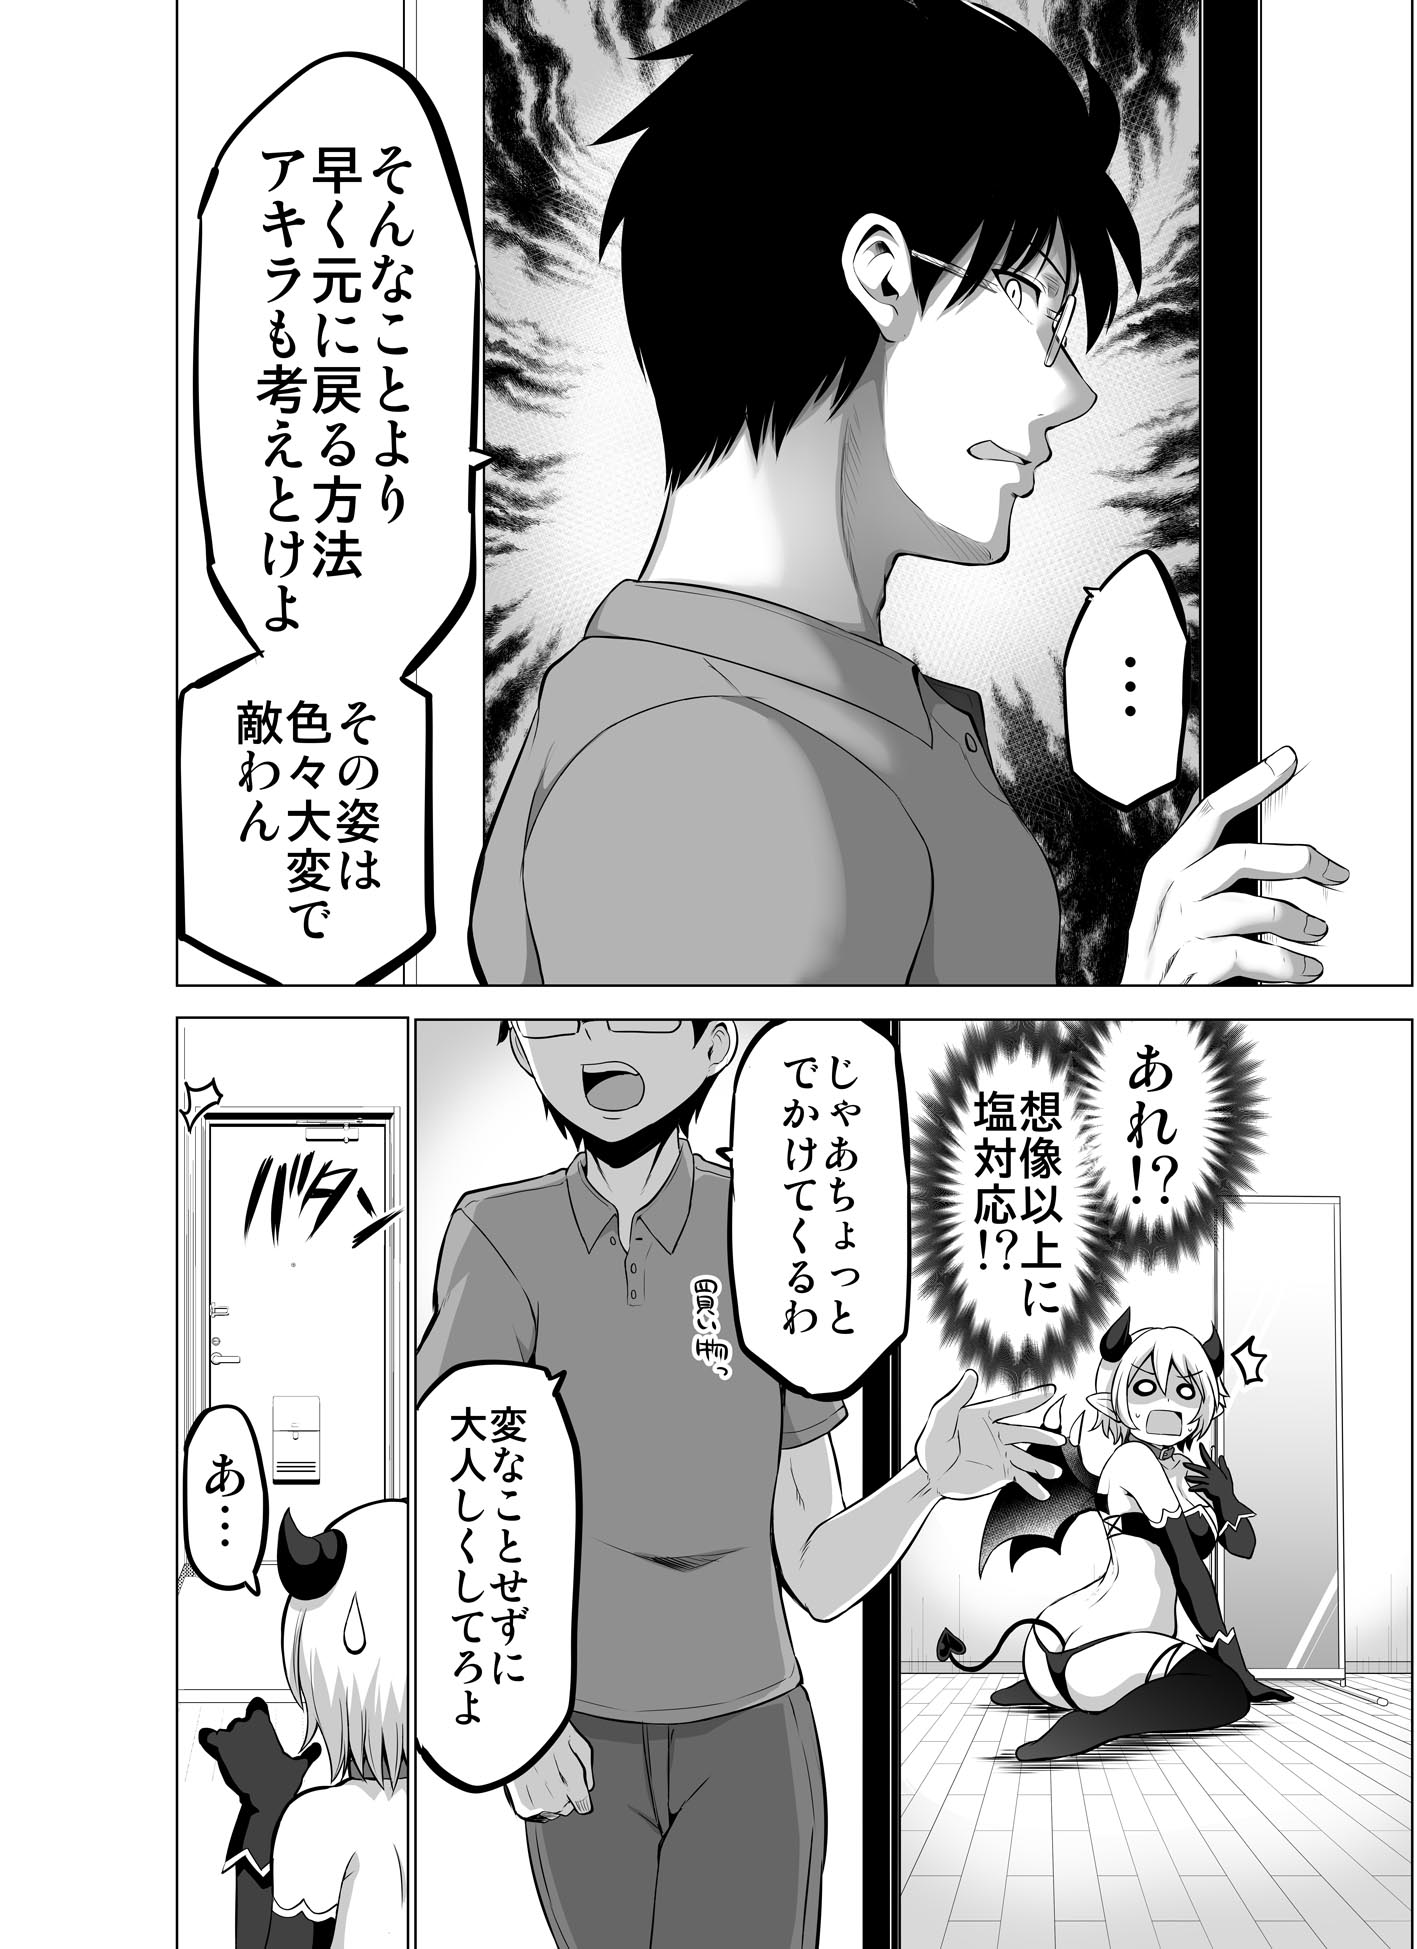 …
そんなことより
早く元に戻る方法
アキラも考えとけよ
その姿は
色々大変で
敵わん
あれ!?
想像以上に
塩対応!?
じゃあちょっと
でかけてくるわ
買い物っ
変なことせずに
大人しくしてろよ
バタン
あ…